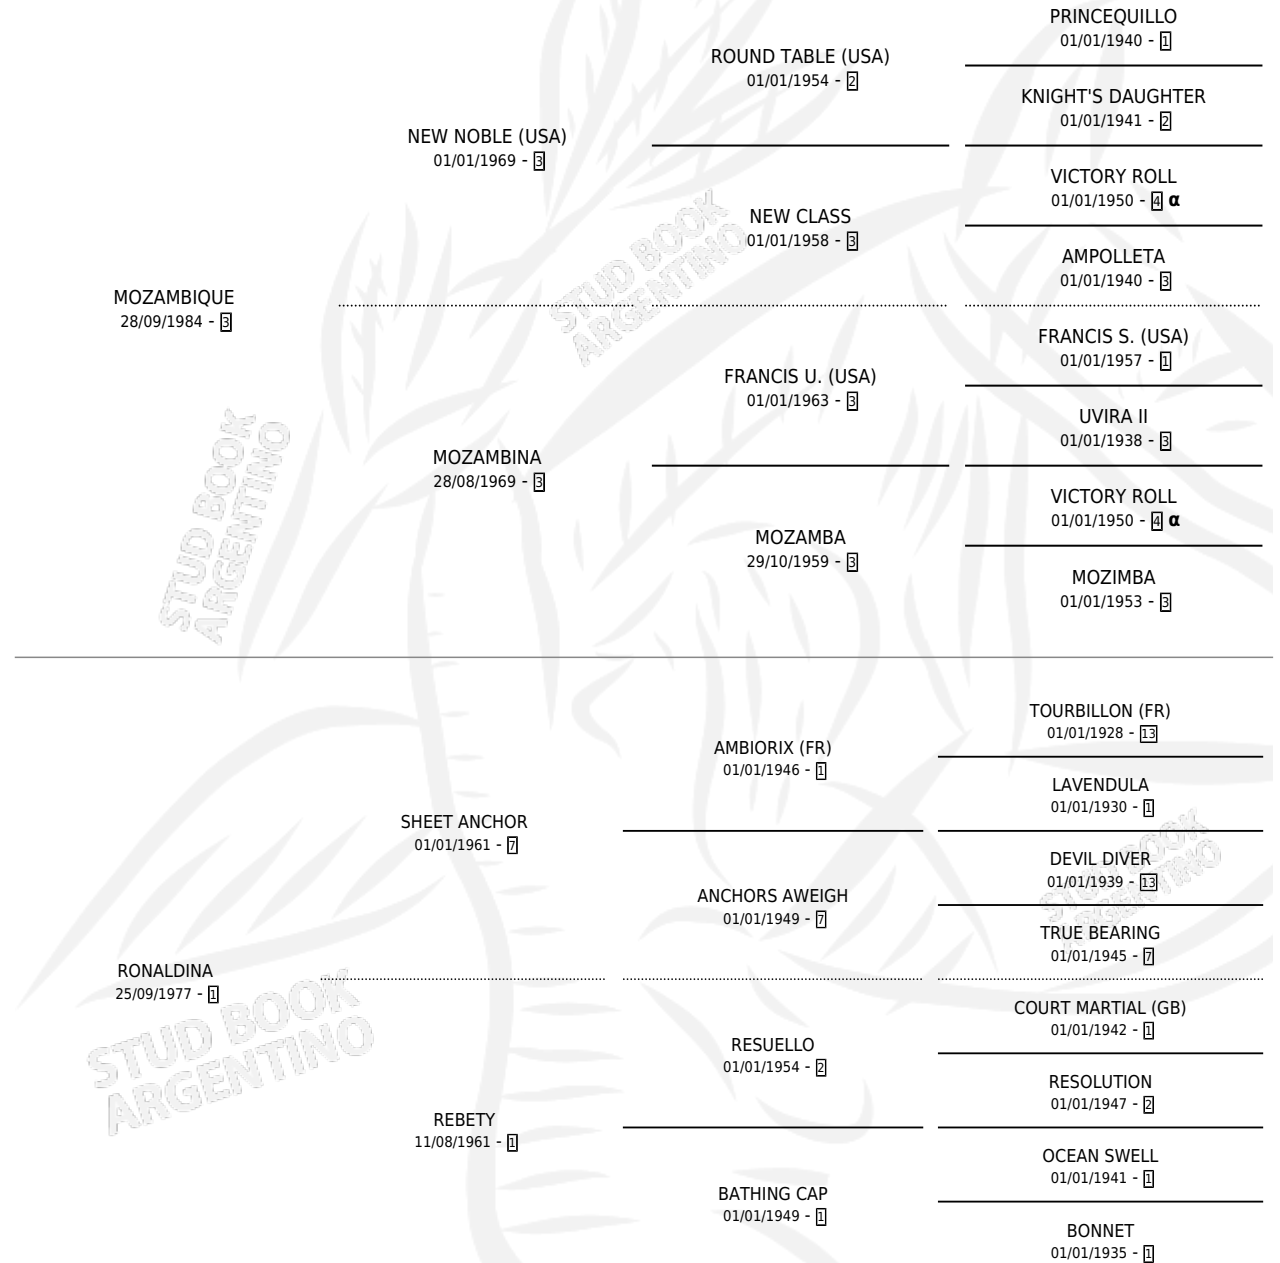 PRINCEQUILLO
01/01/1940 - 1
ROUND TABLE (USA)
01/01/1954 - 2
KNIGHT'S DAUGHTER
01/01/1941 - 2
NEW NOBLE (USA)
01/01/1969 - 3
VICTORY ROLL
01/01/1950 - 4 α
NEW CLASS
01/01/1958 - 3
AMPOLLETA
01/01/1940 - 3
MOZAMBIQUE
28/09/1984 - 3
FRANCIS S. (USA)
01/01/1957 - 1
FRANCIS U. (USA)
01/01/1963 - 3
UVIRA II
01/01/1938 - 3
MOZAMBINA
28/08/1969 - 3
VICTORY ROLL
01/01/1950 - 4 α
MOZAMBA
29/10/1959 - 3
MOZIMBA
01/01/1953 - 3
TOURBILLON (FR)
01/01/1928 - 13
AMBIORIX (FR)
01/01/1946 - 1
LAVENDULA
01/01/1930 - 1
SHEET ANCHOR
01/01/1961 - 7
DEVIL DIVER
01/01/1939 - 13
ANCHORS AWEIGH
01/01/1949 - 7
TRUE BEARING
01/01/1945 - 7
RONALDINA
25/09/1977 - 1
COURT MARTIAL (GB)
01/01/1942 - 1
RESUELLO
01/01/1954 - 2
RESOLUTION
01/01/1947 - 2
REBETY
11/08/1961 - 1
OCEAN SWELL
01/01/1941 - 1
BATHING CAP
01/01/1949 - 1
BONNET
01/01/1935 - 1
STUD BOOK
ARGENTINO
STUD BOOK
ARGENTINO
STUD BOOK
ARGENTINO
STUD BOOK
ARGENTINO